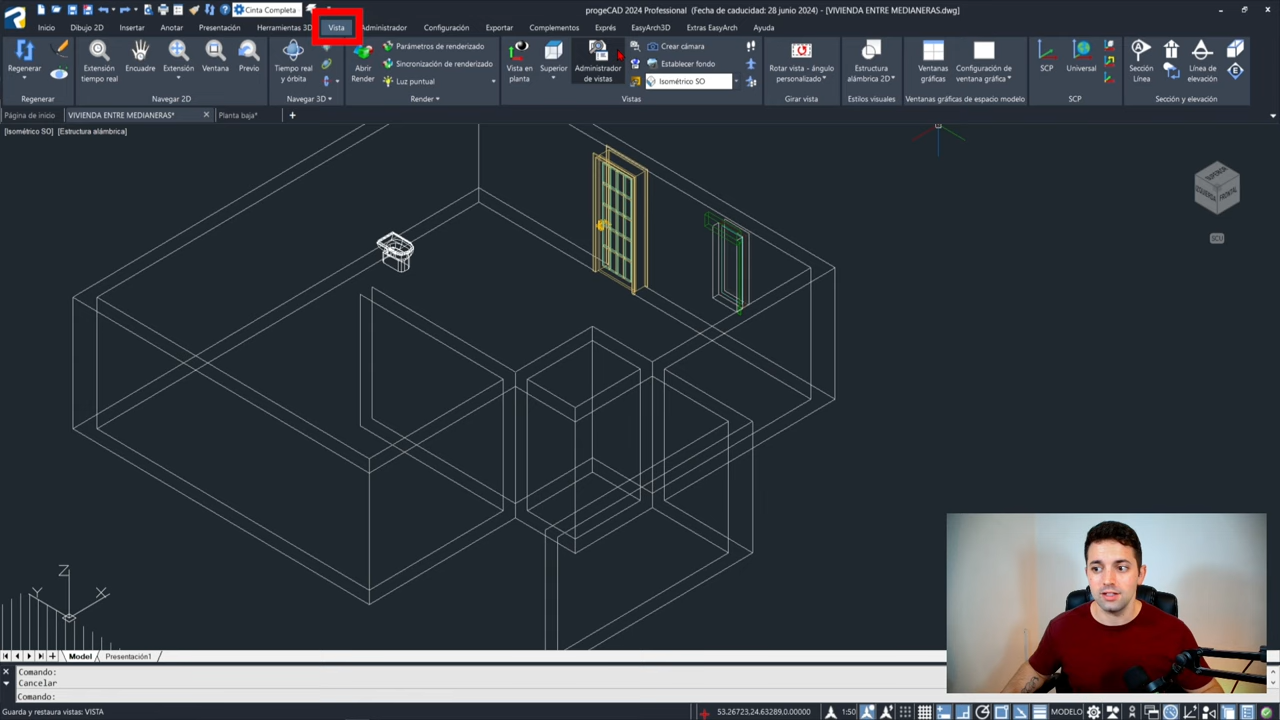 Cinta Completa
progeCAD 2024 Professional (Fecha de caducidad: 28 junio 2024) - [VIVIENDA ENTRE MEDIANERAS*.dwg]
Inicio Dibujo 2D Insertar Anotar Presentación Herramientas 3D Vista Administrador Configuración Exportar Complementos Exprés EasyArch3D Extras EasyArch Ayuda
Regenerar
Extensión tiempo real
Encuadre
Extensión
Ventana
Previo
Tiempo real y órbita
Abrir Render
Parámetros de renderizado
Sincronización de renderizado
Luz puntual
Vista en planta
Superior
Administrador de vistas
Crear cámara
Establecer fondo
Isométrico SO
Rotar vista - ángulo personalizado
Estructura alámbrica 2D
Ventanas gráficas
Configuración de ventana gráfica
SCP
Universal
Sección Línea
Línea de elevación
Regenerar Navegar 2D Navegar 3D Render Vistas Girar vista Estilos visuales Ventanas gráficas de espacio modelo SCP Sección y elevación
Página de inicio VIVIENDA ENTRE MEDIANERAS* Planta baja*
[Isométrico SO] [Estructura alámbrica]
SUPERIOR
IZQUIERDA
FRONTAL
SCU
Z
Y
X
Model Presentación1
Comando:
Cancelar
Comando:
Guarda y restaura vistas: VISTA
53.26723,24.63289,0.00000
1:50
MODELO